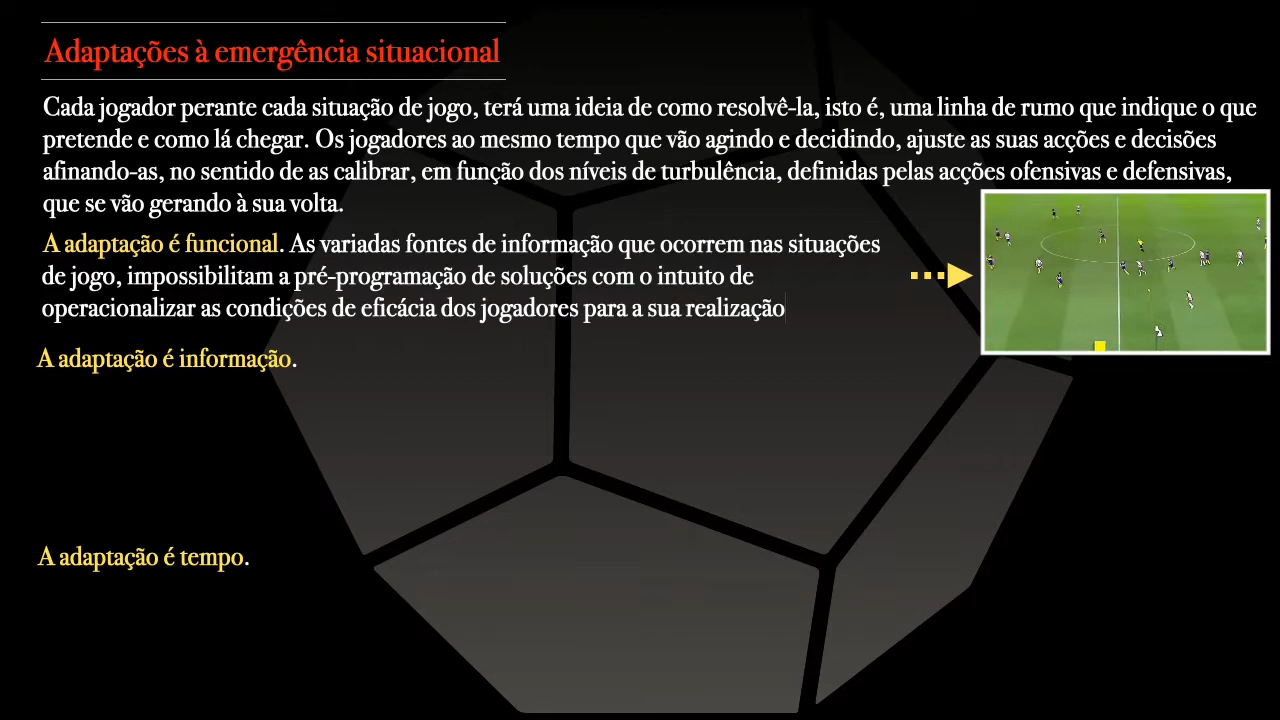 Adaptações à emergência situacional
Cada jogador perante cada situação de jogo, terá uma ideia de como resolvê-la, isto é, uma linha de rumo que indique o que
pretende e como lá chegar. Os jogadores ao mesmo tempo que vão agindo e decidindo, ajuste as suas acções e decisões
afinando-as, no sentido de as calibrar, em função dos níveis de turbulência, definidas pelas acções ofensivas e defensivas,
que se vão gerando à sua volta.
A adaptação é funcional. As variadas fontes de informação que ocorrem nas situações
de jogo, impossibilitam a pré-programação de soluções com o intuito de
operacionalizar as condições de eficácia dos jogadores para a sua realização
A adaptação é informação.
A adaptação é tempo.